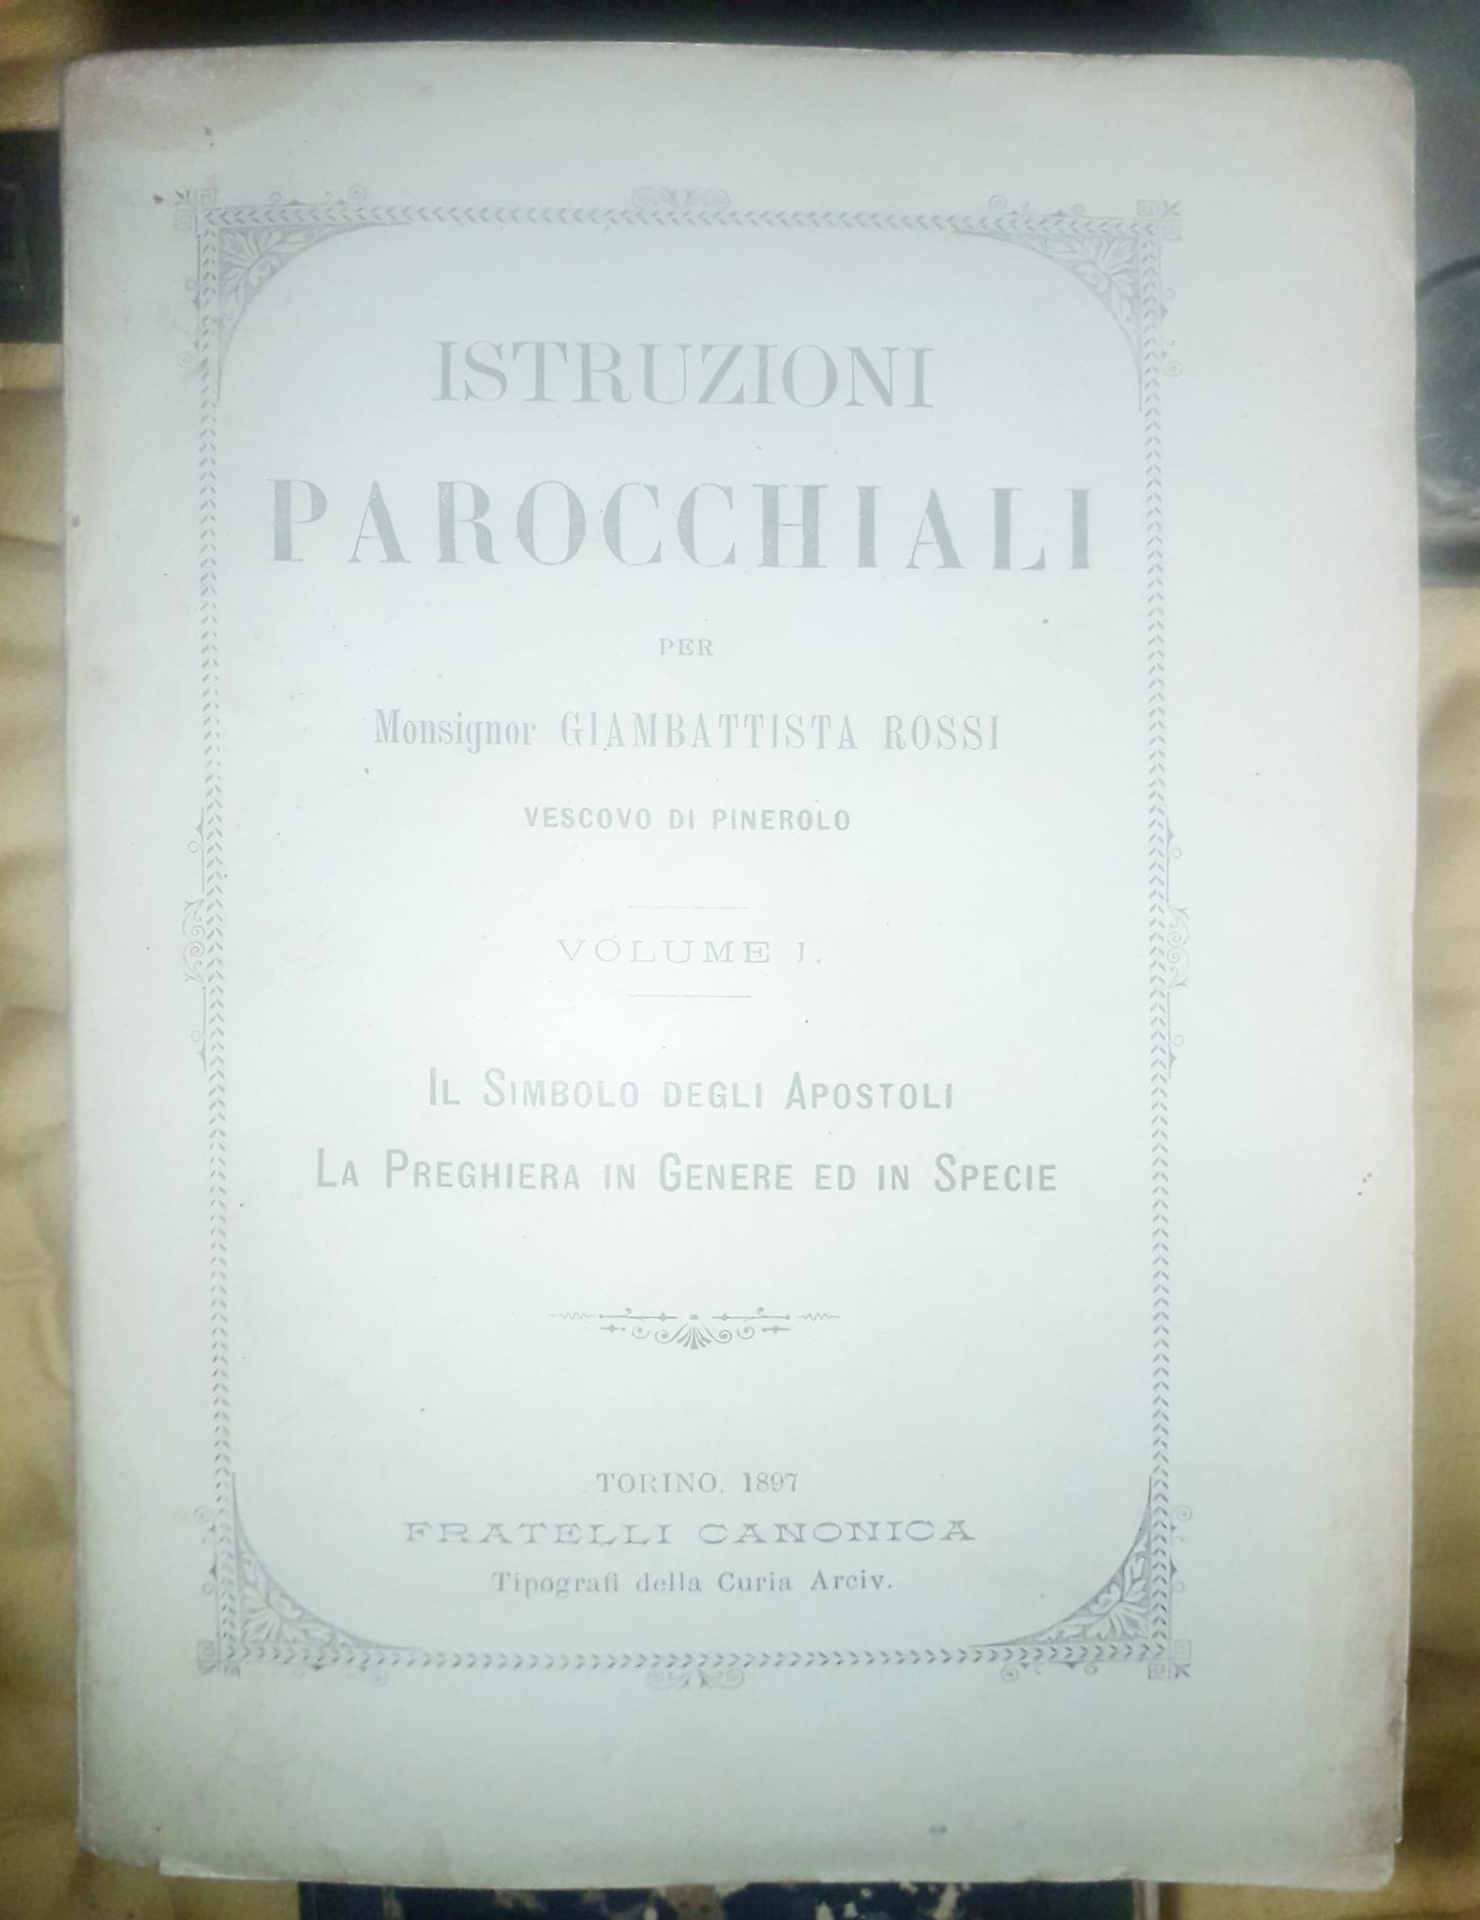 ISTRUZIONI
PAROCCHIALI
PER
Monsignor GIAMBATTISTA ROSSI
VESCOVO DI PINEROLO
VOLUME I.
IL SIMBOLO DEGLI APOSTOLI
LA PREGHIERA IN GENERE ED IN SPECIE
TORINO, 1897
FRATELLI CANONICA
Tipografi della Curia Arciv.